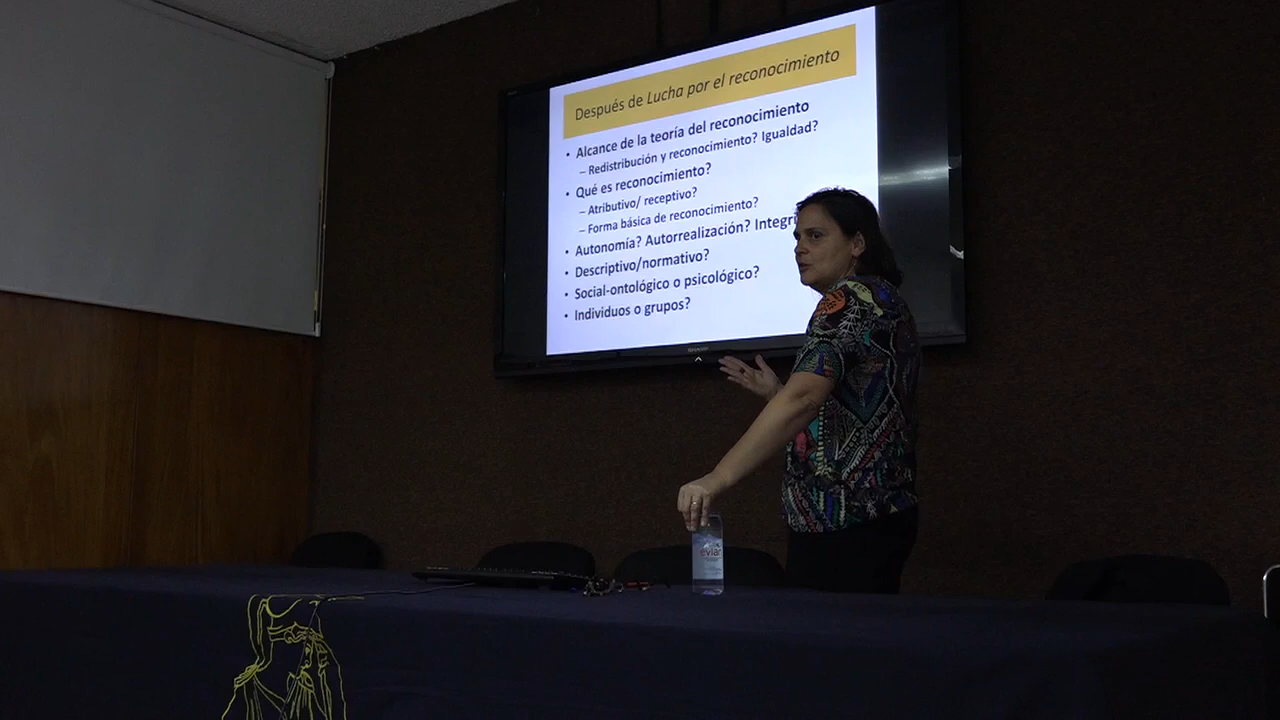 Después de Lucha por el reconocimiento
• Alcance de la teoría del reconocimiento
– Redistribución y reconocimiento? Igualdad?
• Qué es reconocimiento?
– Atributivo/ receptivo?
– Forma básica de reconocimiento?
• Autonomía? Autorrealización? Integri
• Descriptivo/normativo?
• Social-ontológico o psicológico?
• Individuos o grupos?
evian